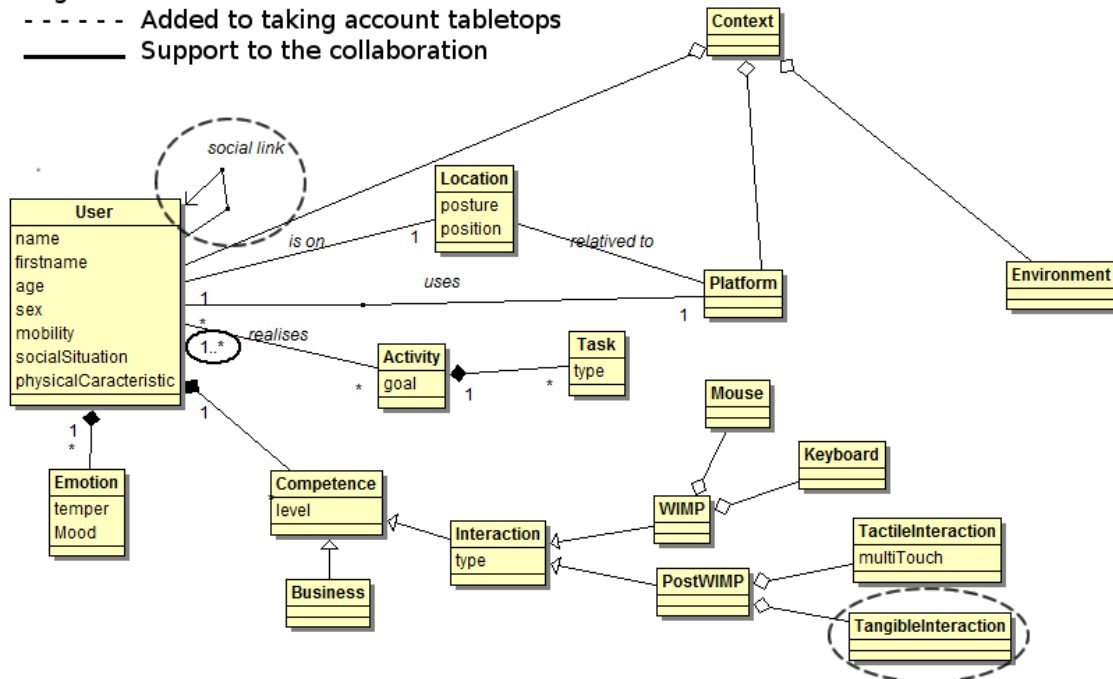 Added to taking account tabletops
Support to the collaboration
Context
social link
Location
posture
position
User
name
firstname
age
sex
mobility
socialSituation
physicalCaracteristic
is on
1
relatived to
Platform
Environment
uses
1
1
*
1..*
realises
Activity
goal
*
1
*
Task
type
Mouse
Keyboard
1
1
*
Emotion
temper
Mood
Competence
level
*
Interaction
type
WIMP
TactileInteraction
multiTouch
PostWIMP
Business
TangibleInteraction